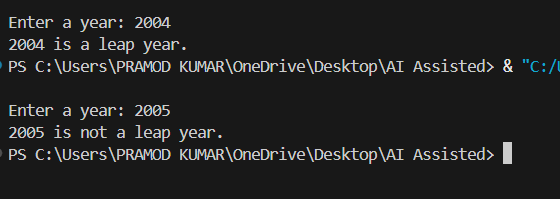 Enter a year: 2004
2004 is a leap year.
PS C:\Users\PRAMOD KUMAR\OneDrive\Desktop\AI Assisted> & "C:/
Enter a year: 2005
2005 is not a leap year.
PS C:\Users\PRAMOD KUMAR\OneDrive\Desktop\AI Assisted>